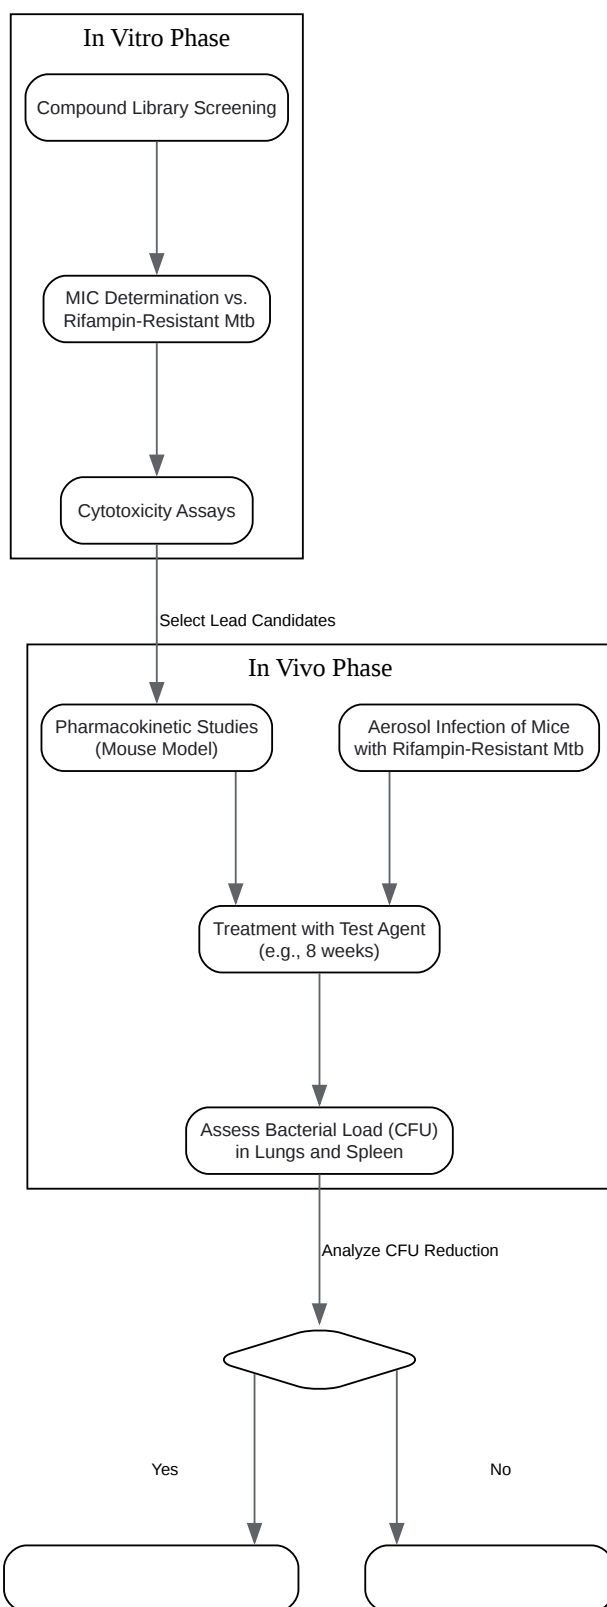 In Vitro Phase
Compound Library Screening
MIC Determination vs.
Rifampin-Resistant Mtb
Cytotoxicity Assays
Select Lead Candidates
In Vivo Phase
Pharmacokinetic Studies
(Mouse Model)
Aerosol Infection of Mice
with Rifampin-Resistant Mtb
Treatment with Test Agent
(e.g., 8 weeks)
Assess Bacterial Load (CFU)
in Lungs and Spleen
Analyze CFU Reduction
Yes
No